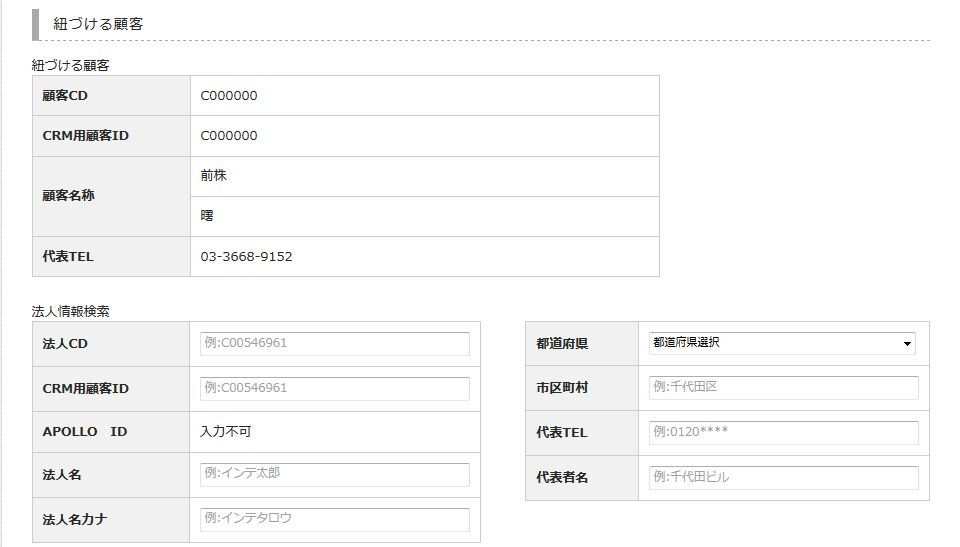 紐づける顧客
紐づける顧客
顧客CD C000000
CRM用顧客ID C000000
顧客名称 前株
曙
代表TEL 03-3668-9152
法人情報検索
法人CD 例:C00546961
CRM用顧客ID 例:C00546961
APOLLO ID 入力不可
法人名 例:インテ太郎
法人名カナ 例:インテタロウ
都道府県 都道府県選択
市区町村 例:千代田区
代表TEL 例:0120****
代表者名 例:千代田ビル